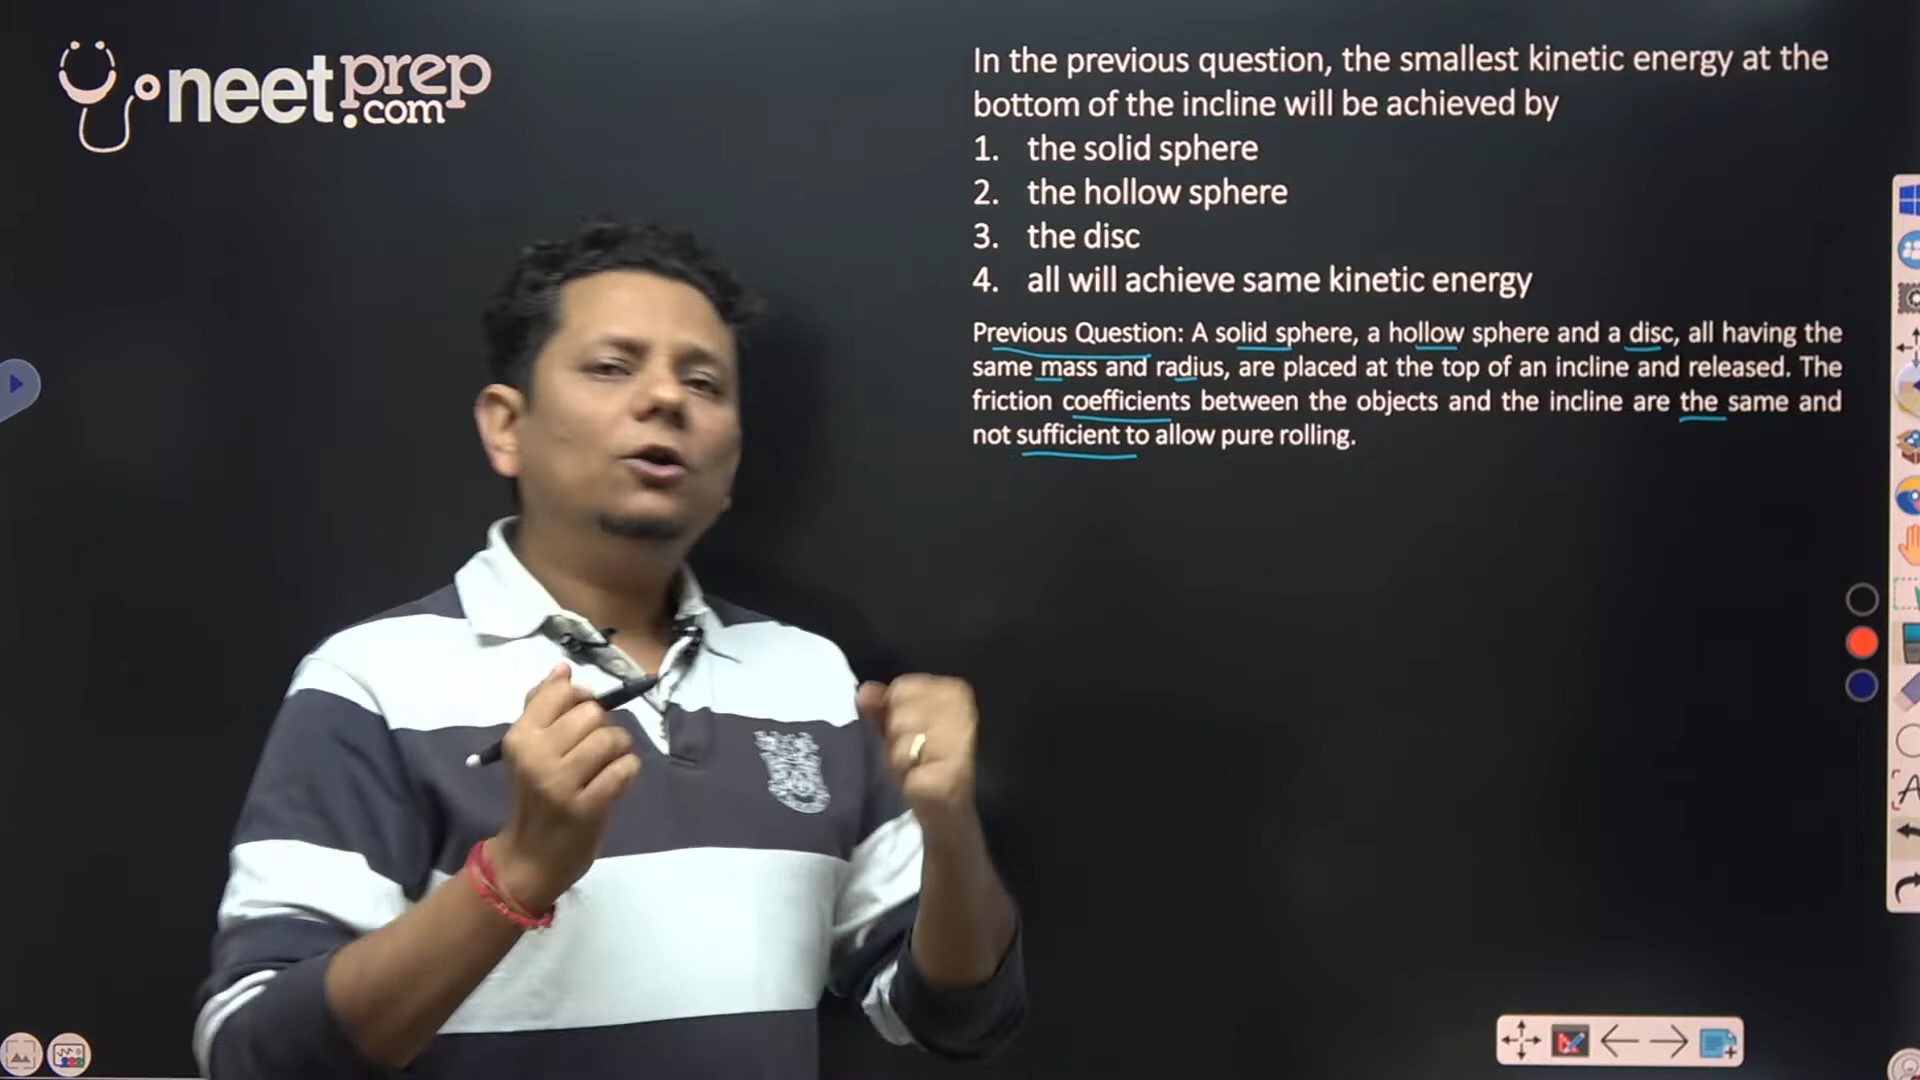 neetprep
.com
In the previous question, the smallest kinetic energy at the
bottom of the incline will be achieved by
1. the solid sphere
2. the hollow sphere
3. the disc
4. all will achieve same kinetic energy
Previous Question: A solid sphere, a hollow sphere and a disc, all having the
same mass and radius, are placed at the top of an incline and released. The
friction coefficients between the objects and the incline are the same and
not sufficient to allow pure rolling.
A